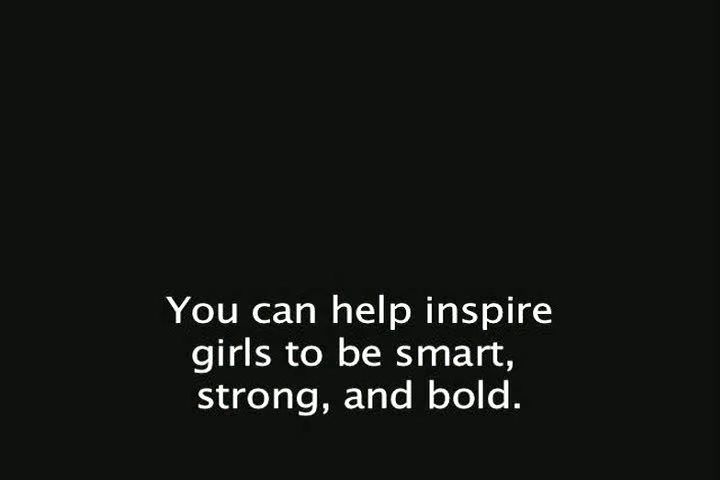 You can help inspire
girls to be smart,
strong, and bold.